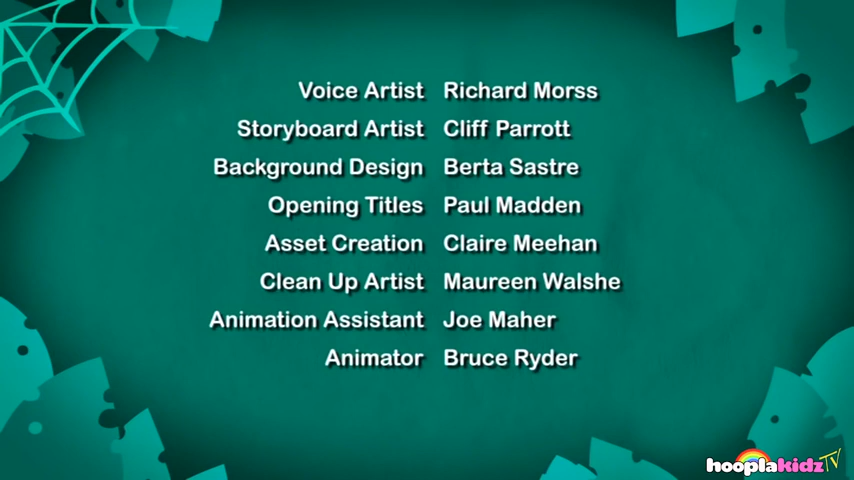 Voice Artist Richard Morss
Storyboard Artist Cliff Parrott
Background Design Berta Sastre
Opening Titles Paul Madden
Asset Creation Claire Meehan
Clean Up Artist Maureen Walshe
Animation Assistant Joe Maher
Animator Bruce Ryder
hooplakidz TV